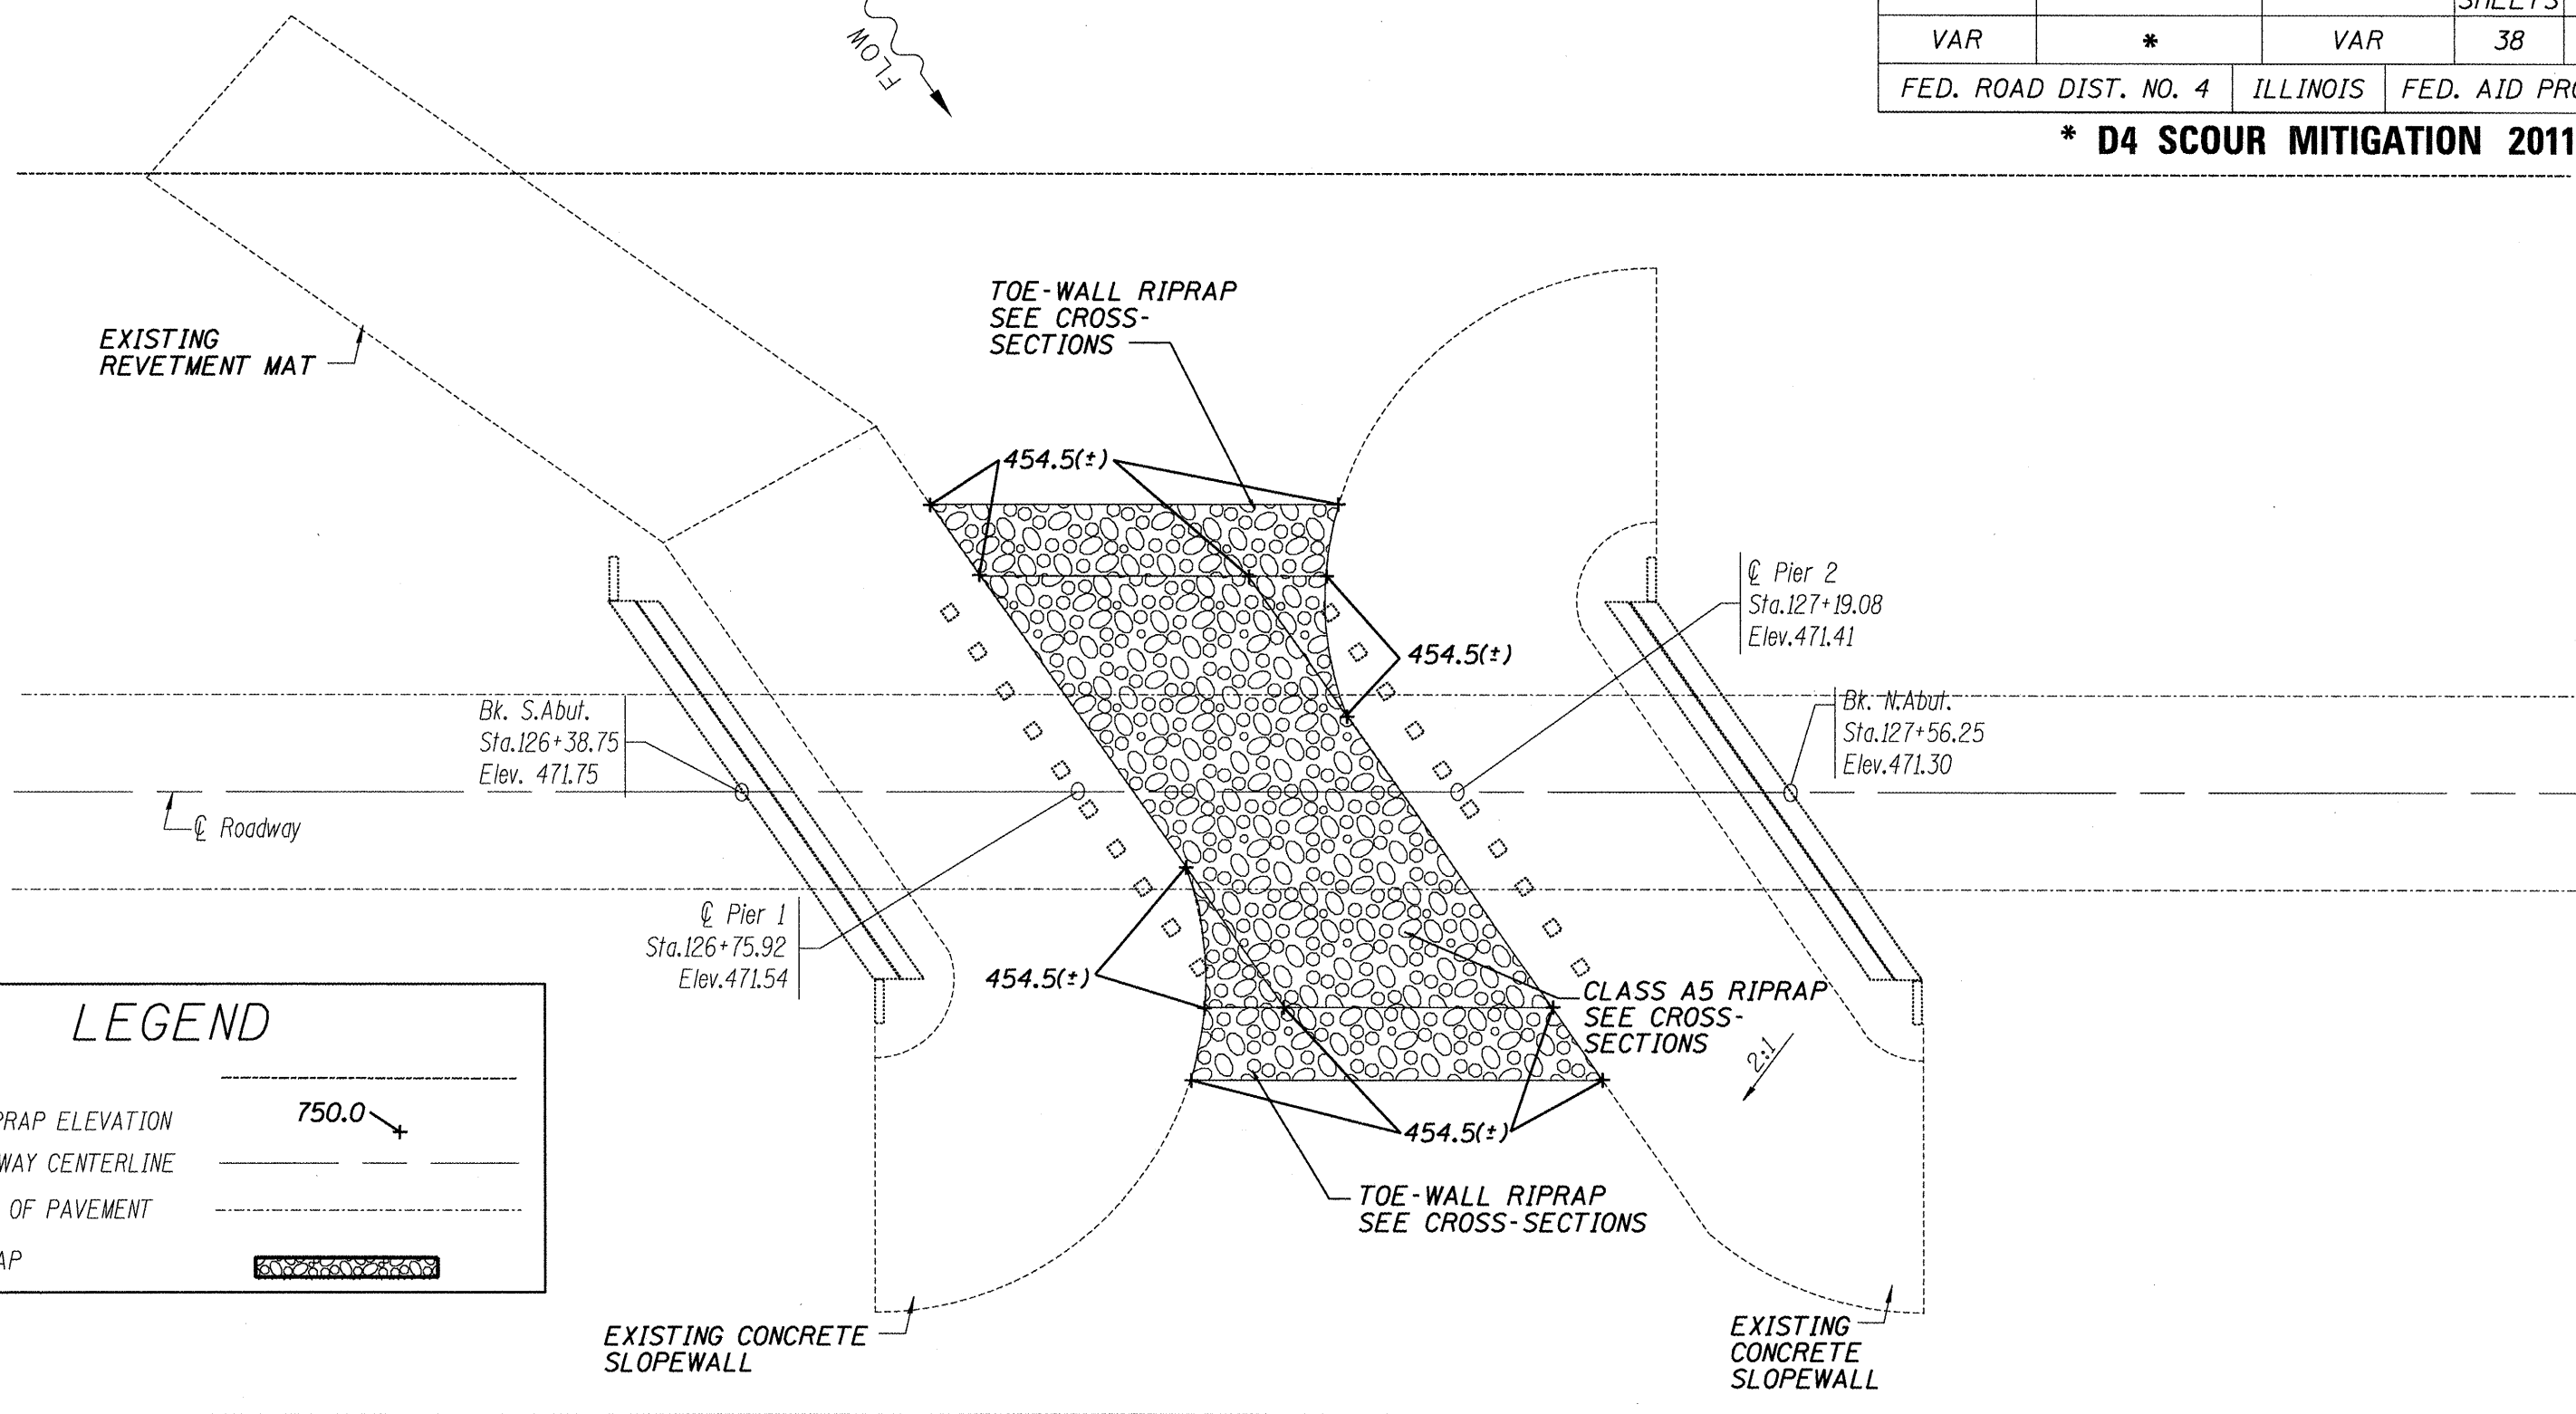 SHEETS
VAR * VAR 38
FED. ROAD DIST. NO. 4 ILLINOIS FED. AID PRO
* D4 SCOUR MITIGATION 2011
FLOW
TOE-WALL RIPRAP
SEE CROSS-
SECTIONS
EXISTING
REVETMENT MAT
454.5(±)
℄ Pier 2
Sta.127+19.08
Elev.471.41
454.5(±)
Bk. S.Abut.
Sta.126+38.75
Elev. 471.75
Bk. N.Abut.
Sta.127+56.25
Elev.471.30
℄ Roadway
℄ Pier 1
Sta.126+75.92
Elev.471.54
454.5(±)
CLASS A5 RIPRAP
SEE CROSS-
SECTIONS
2:1
LEGEND
PRAP ELEVATION 750.0
WAY CENTERLINE
OF PAVEMENT
AP
454.5(±)
TOE-WALL RIPRAP
SEE CROSS-SECTIONS
EXISTING CONCRETE
SLOPEWALL
EXISTING
CONCRETE
SLOPEWALL